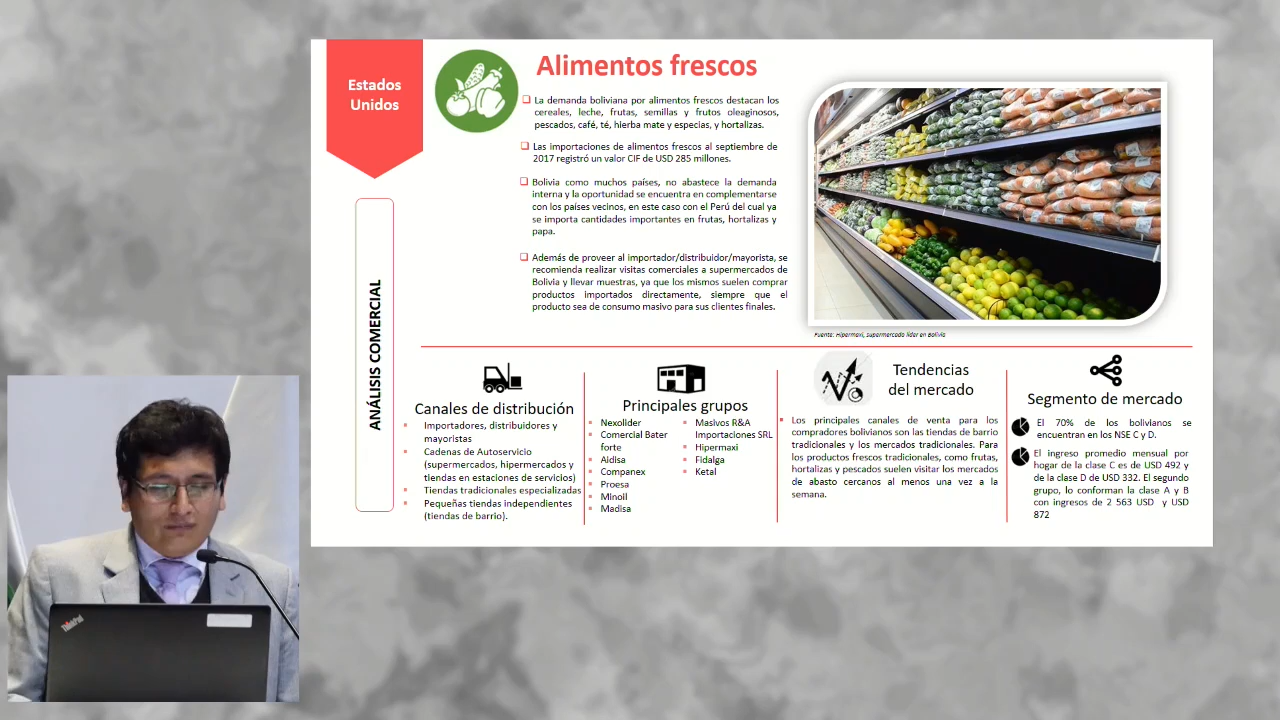 Estados
Unidos
ANÁLISIS COMERCIAL
Alimentos frescos
La demanda boliviana por alimentos frescos destacan los
cereales, leche, frutas, semillas y frutos oleaginosos,
pescados, café, té, hierba mate y especias, y hortalizas.
Las importaciones de alimentos frescos al septiembre de
2017 registró un valor CIF de USD 285 millones.
Bolivia como muchos países, no abastece la demanda
interna y la oportunidad se encuentra en complementarse
con los países vecinos, en este caso con el Perú del cual ya
se importa cantidades importantes en frutas, hortalizas y
papa.
Además de proveer al importador/distribuidor/mayorista, se
recomienda realizar visitas comerciales a supermercados de
Bolivia y llevar muestras, ya que los mismos suelen comprar
productos importados directamente, siempre que el
producto sea de consumo masivo para sus clientes finales.
Fuente: Hipermaxi, supermercado líder en Bolivia
Canales de distribución
Importadores, distribuidores y
mayoristas
Cadenas de Autoservicio
(supermercados, hipermercados y
tiendas en estaciones de servicios)
Tiendas tradicionales especializadas
Pequeñas tiendas independientes
(tiendas de barrio).
Principales grupos
Nexolider
Comercial Bater
forte
Aidisa
Companex
Proesa
Minoil
Madisa
Masivos R&A
Importaciones SRL
Hipermaxi
Fidalga
Ketal
Tendencias
del mercado
Los principales canales de venta para los
compradores bolivianos son las tiendas de barrio
tradicionales y los mercados tradicionales. Para
los productos frescos tradicionales, como frutas,
hortalizas y pescados suelen visitar los mercados
de abasto cercanos al menos una vez a la
semana.
Segmento de mercado
El 70% de los bolivianos se
encuentran en los NSE C y D.
El ingreso promedio mensual por
hogar de la clase C es de USD 492 y
de la clase D de USD 332. El segundo
grupo, lo conforman la clase A y B
con ingresos de 2 563 USD y USD
872
ThinkPad